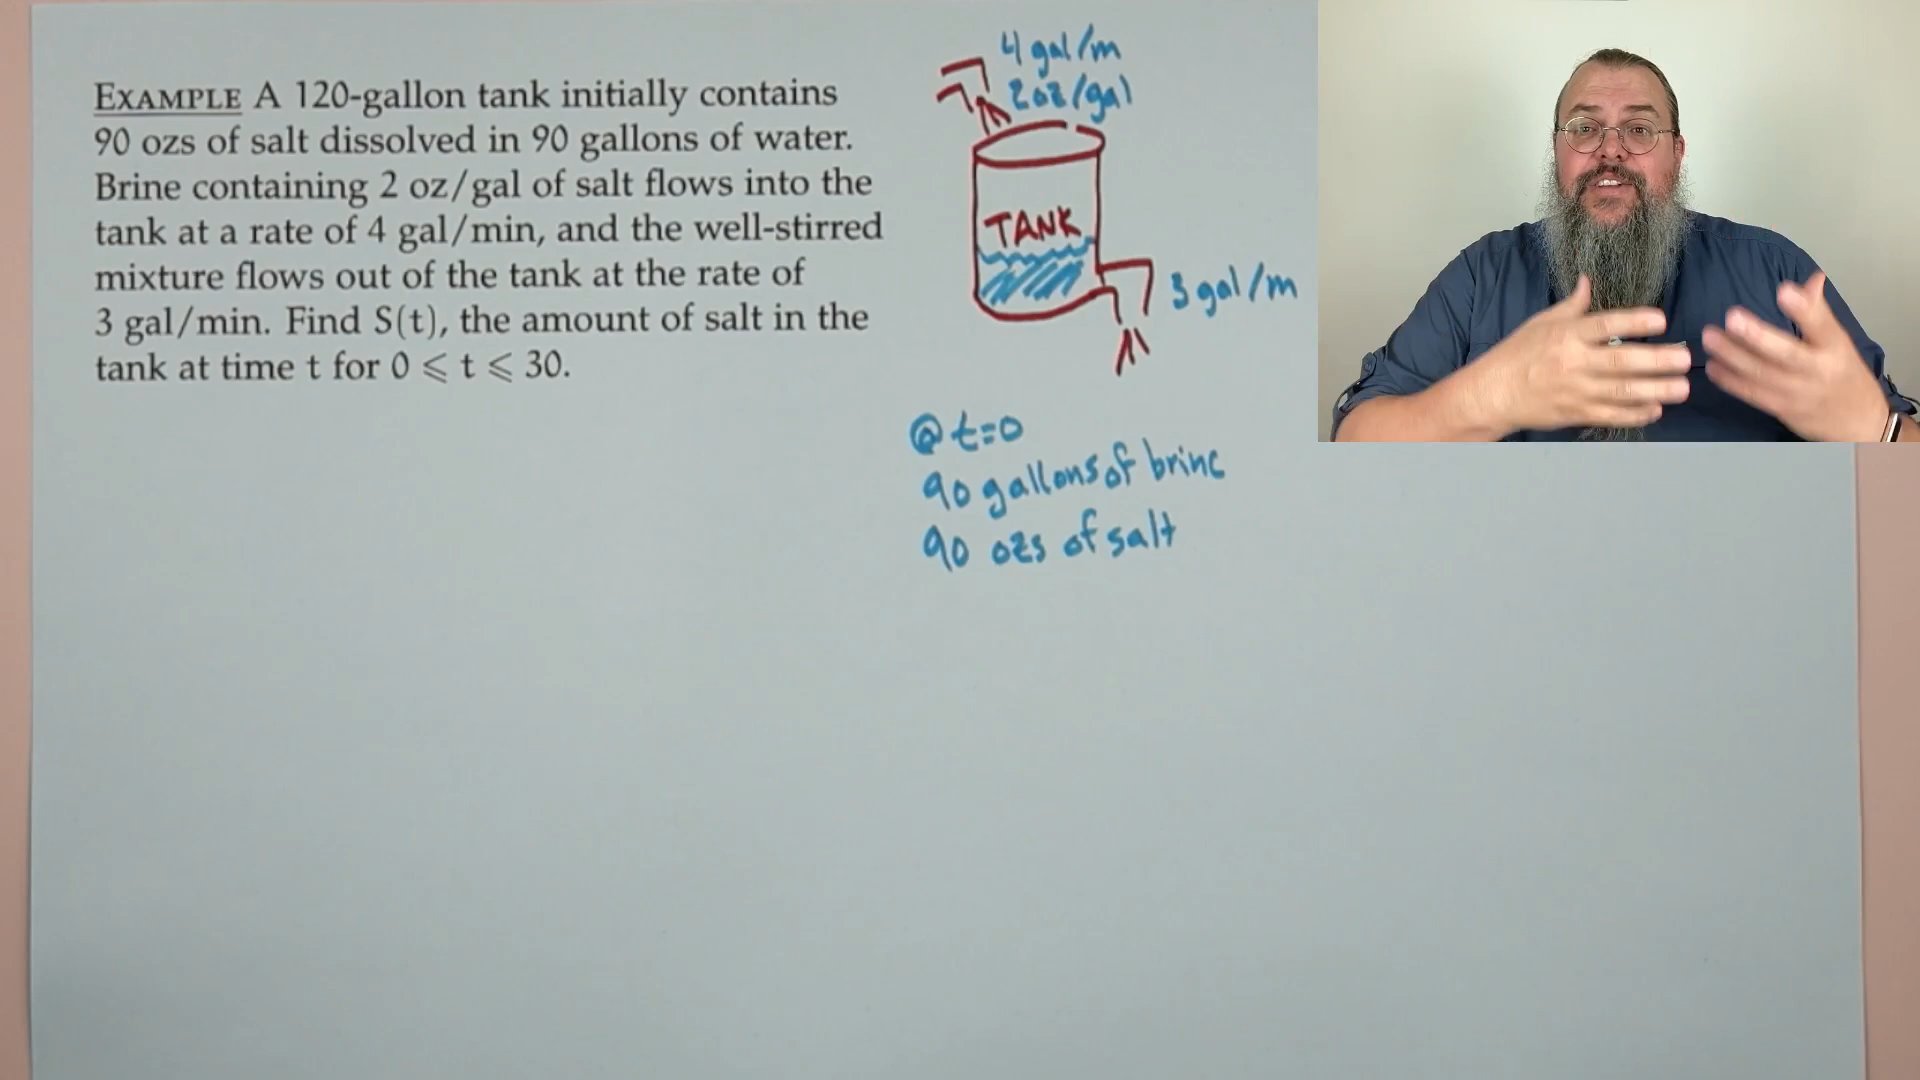 EXAMPLE A 120-gallon tank initially contains
90 ozs of salt dissolved in 90 gallons of water.
Brine containing 2 oz/gal of salt flows into the
tank at a rate of 4 gal/min, and the well-stirred
mixture flows out of the tank at the rate of
3 gal/min. Find S(t), the amount of salt in the
tank at time t for 0 ⩽ t ⩽ 30.
4 gal/m
2oz/gal
TANK
3 gal/m
@ t=0
90 gallons of brine
90 ozs of salt